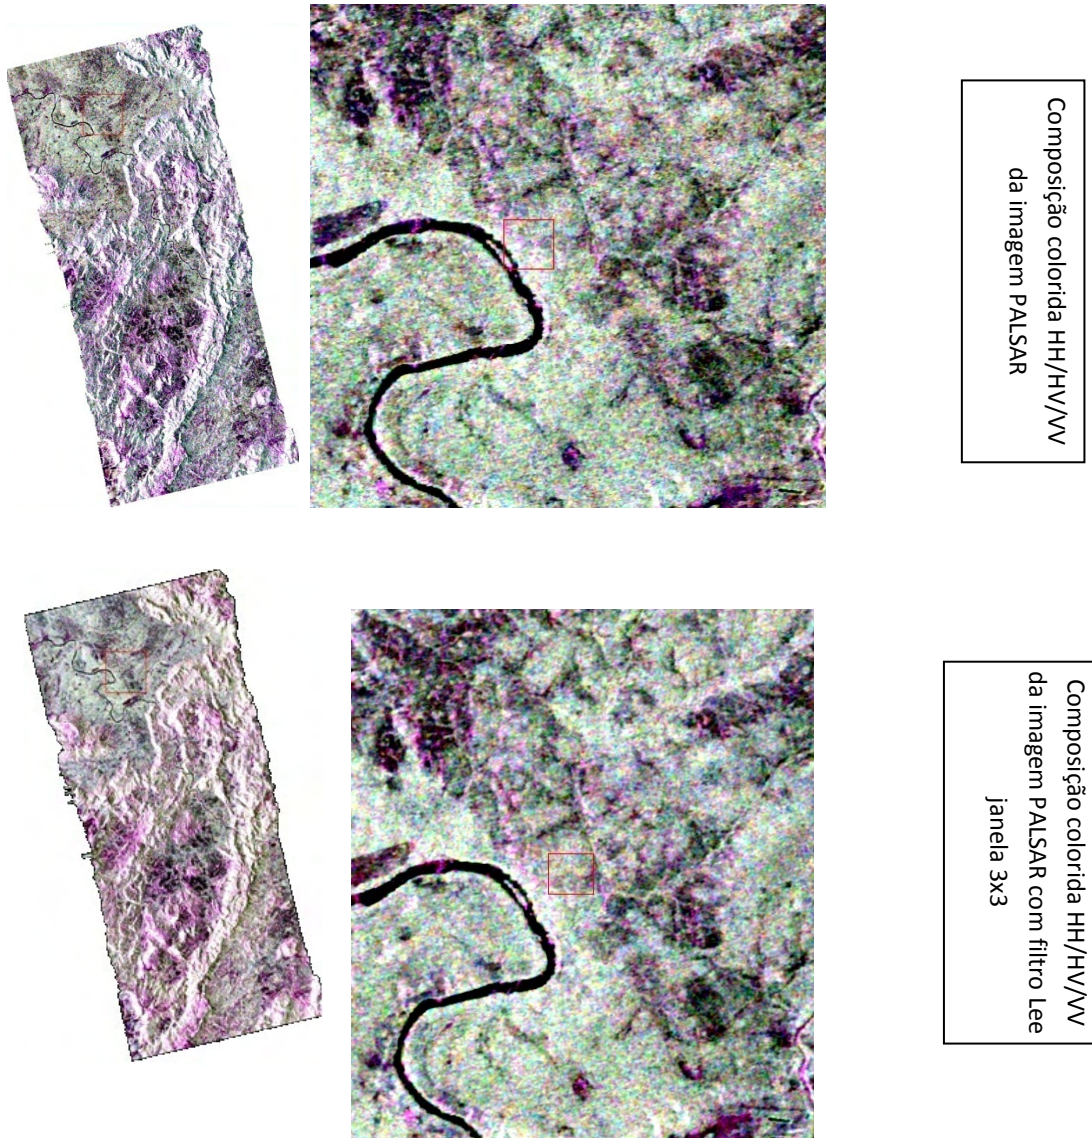 Composição colorida HH/HV/VV
da imagem PALSAR
Composição colorida HH/HV/VV
da imagem PALSAR com filtro Lee
janela 3x3